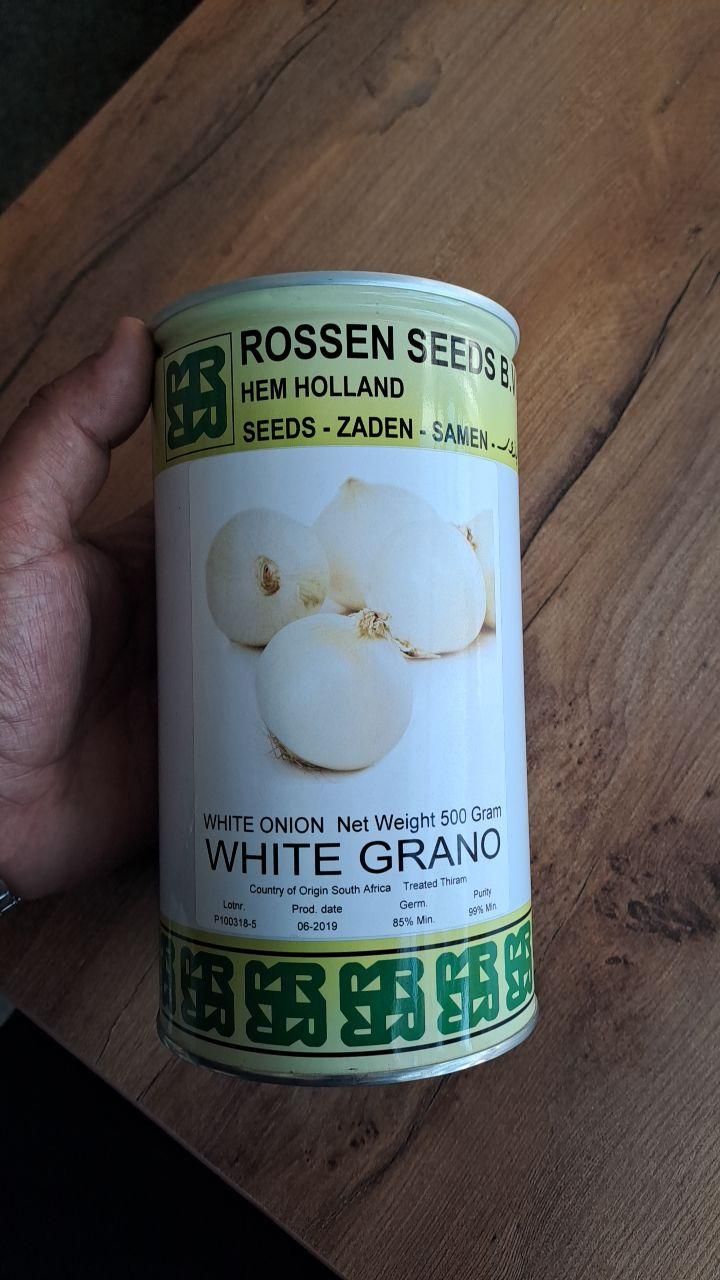 ROSSEN SEEDS B.V
HEM HOLLAND
SEEDS - ZADEN - SAMEN -
WHITE ONION Net Weight 500 Gram
WHITE GRANO
Country of Origin South Africa Treated Thiram
Lotnr. Prod. date Germ. Purity
P100318-5 06-2019 85% Min. 99% Min.